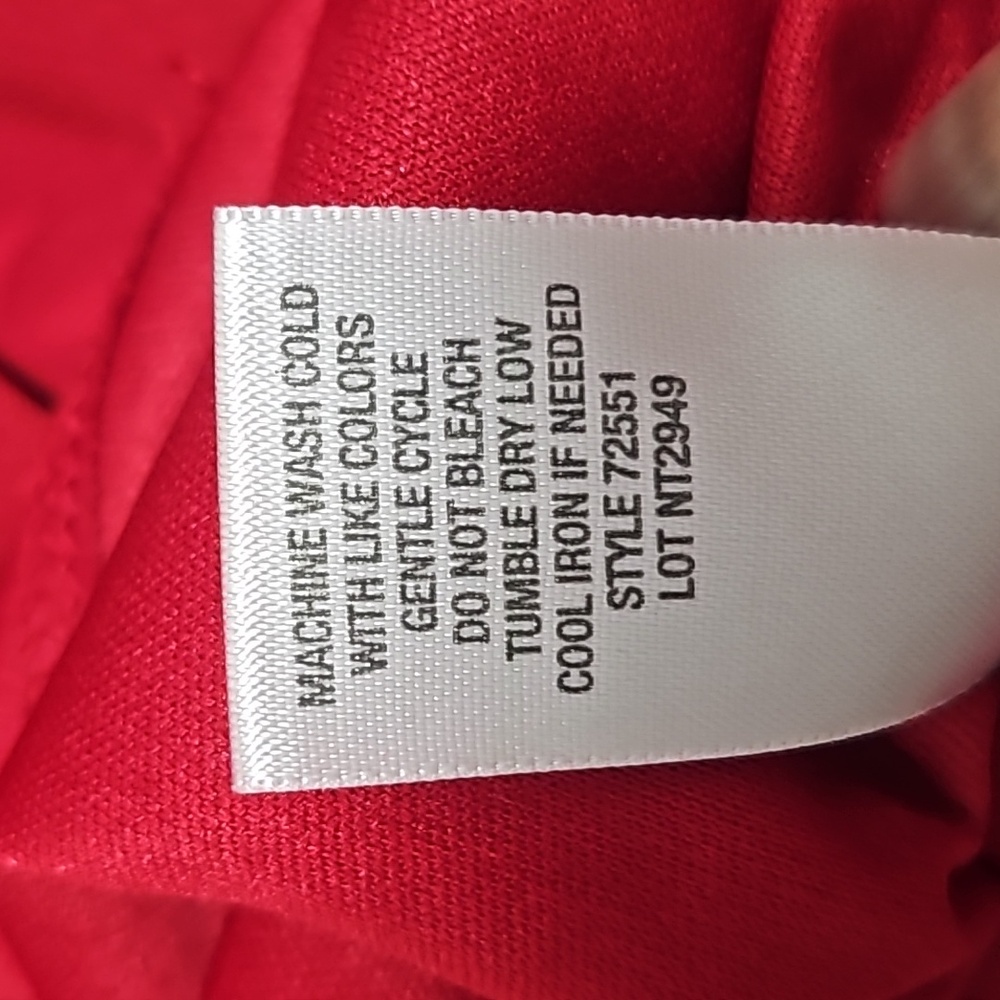 MACHINE WASH COLD
WITH LIKE COLORS
GENTLE CYCLE
DO NOT BLEACH
TUMBLE DRY LOW
COOL IRON IF NEEDED
STYLE 72551
LOT NT2949